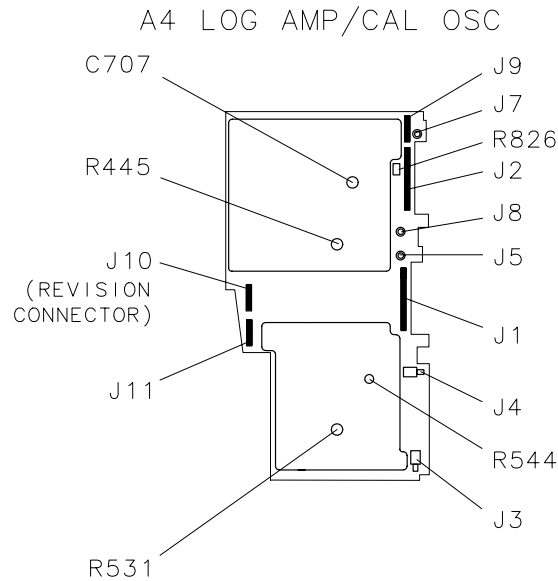 A4 LOG AMP/CAL OSC
C707
J9
J7
R826
R445
J2
J8
J10
J5
(REVISION
CONNECTOR)
J1
J11
J4
R544
J3
R531